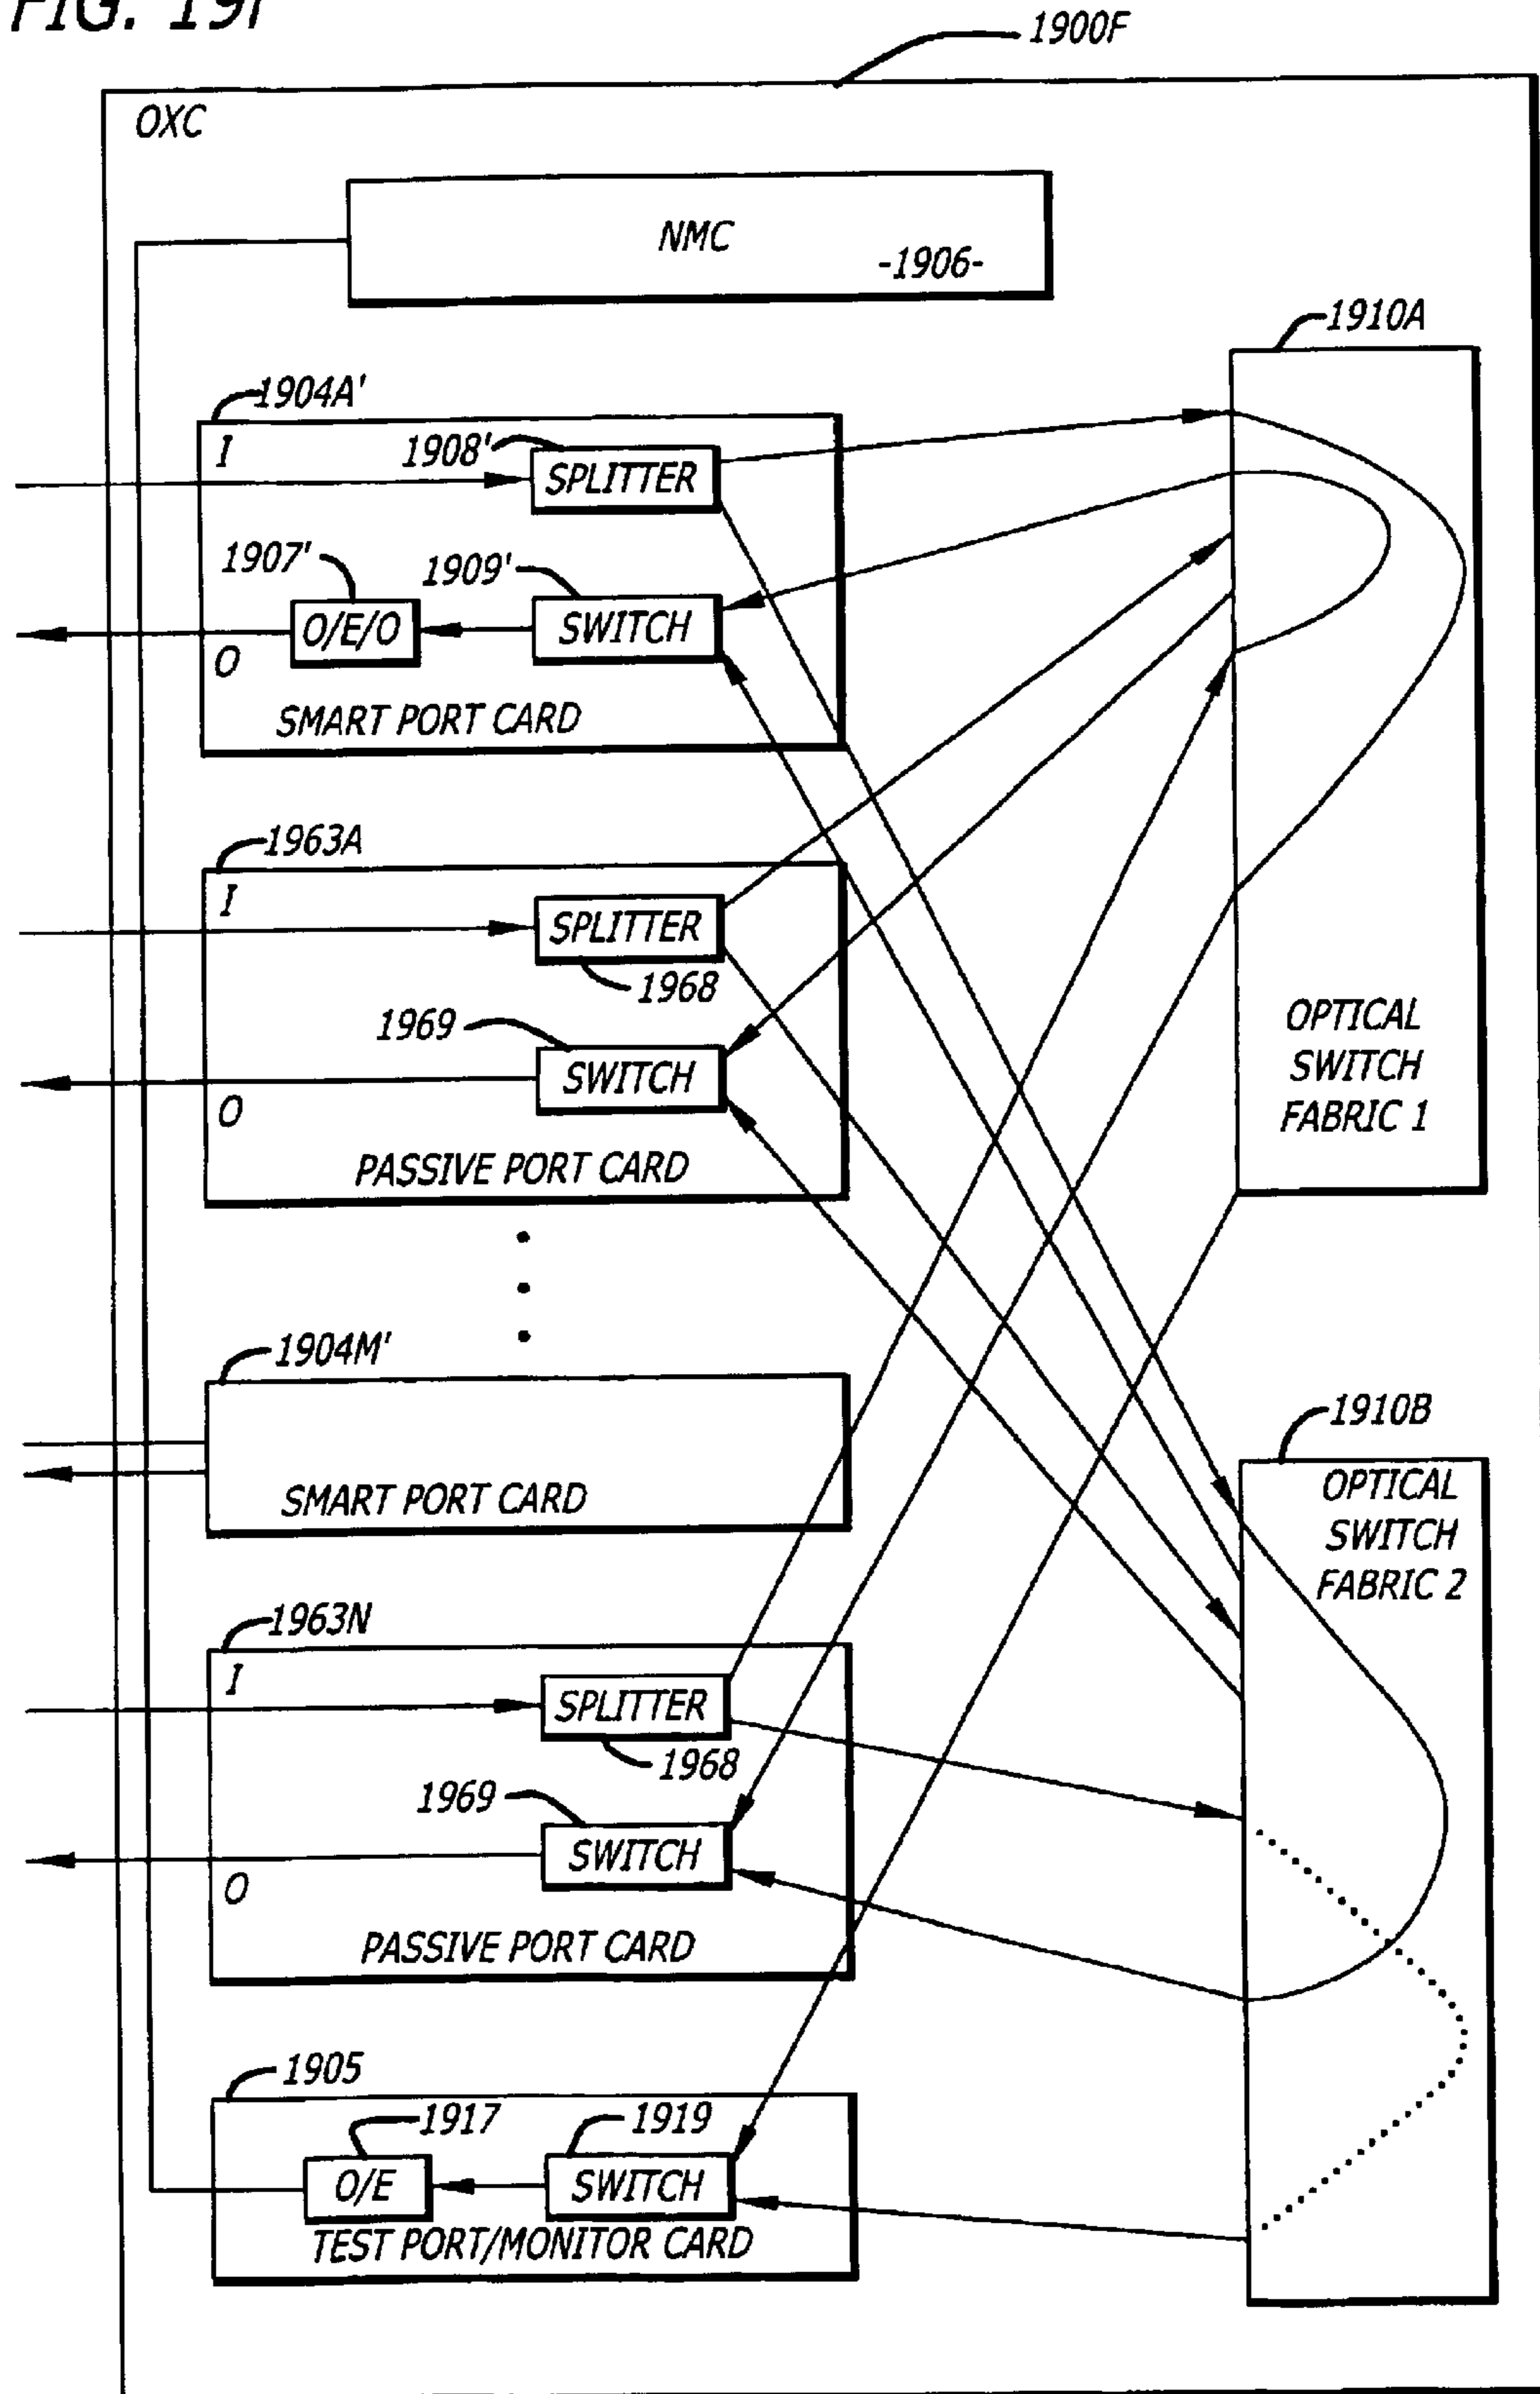 FIG. 19F
1900F
OXC
NMC
-1906-
1910A
1904A'
I
1908'
SPLITTER
1907'
1909'
O/E/O
SWITCH
O
SMART PORT CARD
1963A
I
SPLITTER
1968
1969
SWITCH
O
PASSIVE PORT CARD
OPTICAL
SWITCH
FABRIC 1
1904M'
SMART PORT CARD
1910B
OPTICAL
SWITCH
FABRIC 2
1963N
I
SPLITTER
1968
1969
SWITCH
O
PASSIVE PORT CARD
1905
1917
1919
O/E
SWITCH
TEST PORT/MONITOR CARD